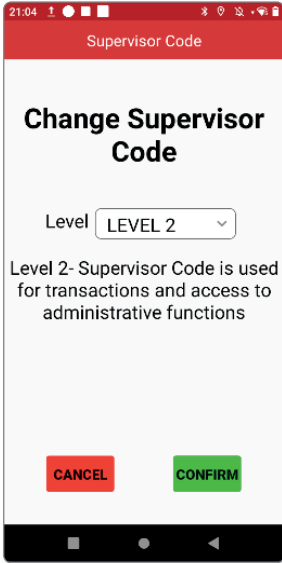 21:04
Supervisor Code
Change Supervisor
Code
Level LEVEL 2
Level 2- Supervisor Code is used
for transactions and access to
administrative functions
CANCEL CONFIRM